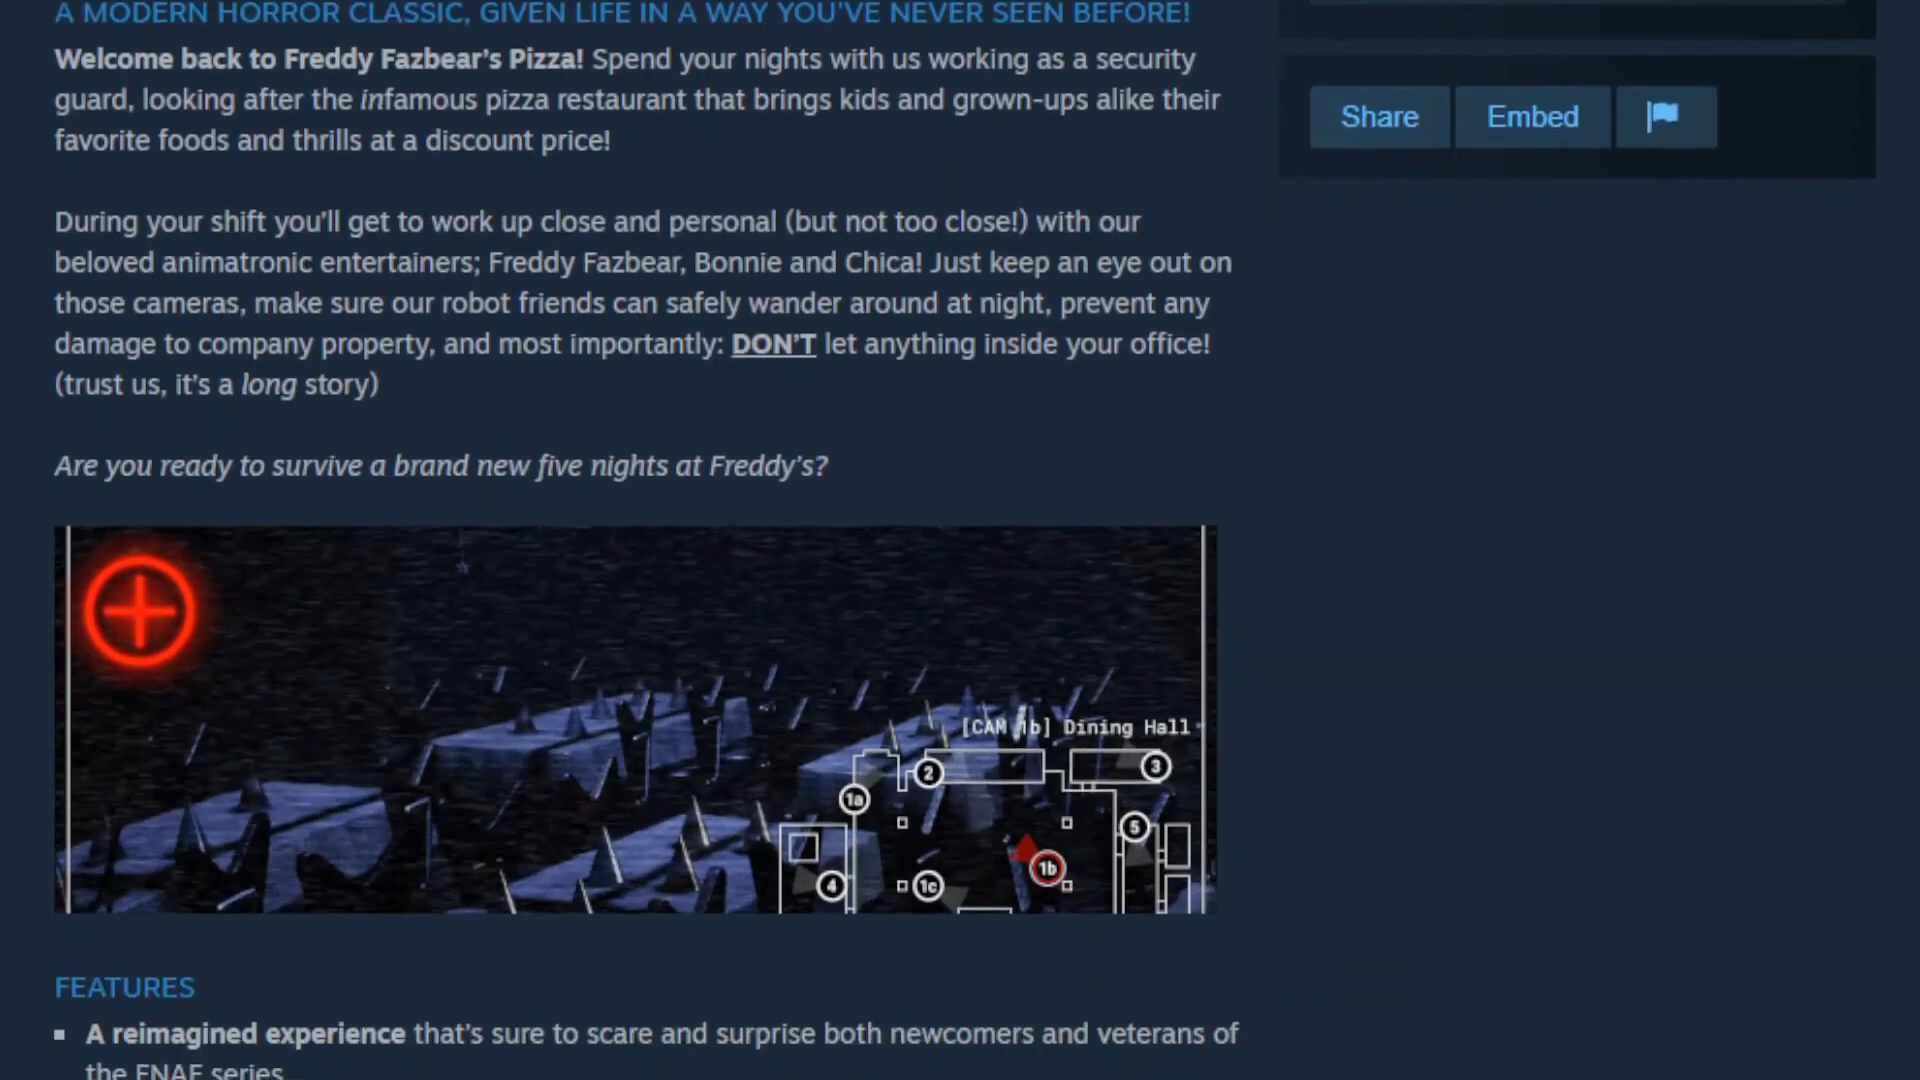 A MODERN HORROR CLASSIC, GIVEN LIFE IN A WAY YOU'VE NEVER SEEN BEFORE!
Welcome back to Freddy Fazbear's Pizza! Spend your nights with us working as a security
guard, looking after the infamous pizza restaurant that brings kids and grown-ups alike their
favorite foods and thrills at a discount price!
During your shift you'll get to work up close and personal (but not too close!) with our
beloved animatronic entertainers; Freddy Fazbear, Bonnie and Chica! Just keep an eye out on
those cameras, make sure our robot friends can safely wander around at night, prevent any
damage to company property, and most importantly: DON'T let anything inside your office!
(trust us, it's a long story)
Are you ready to survive a brand new five nights at Freddy's?
[CAM 1b] Dining Hall
2
3
1a
5
1b
4
1c
FEATURES
A reimagined experience that's sure to scare and surprise both newcomers and veterans of
the FNAF series
Share
Embed